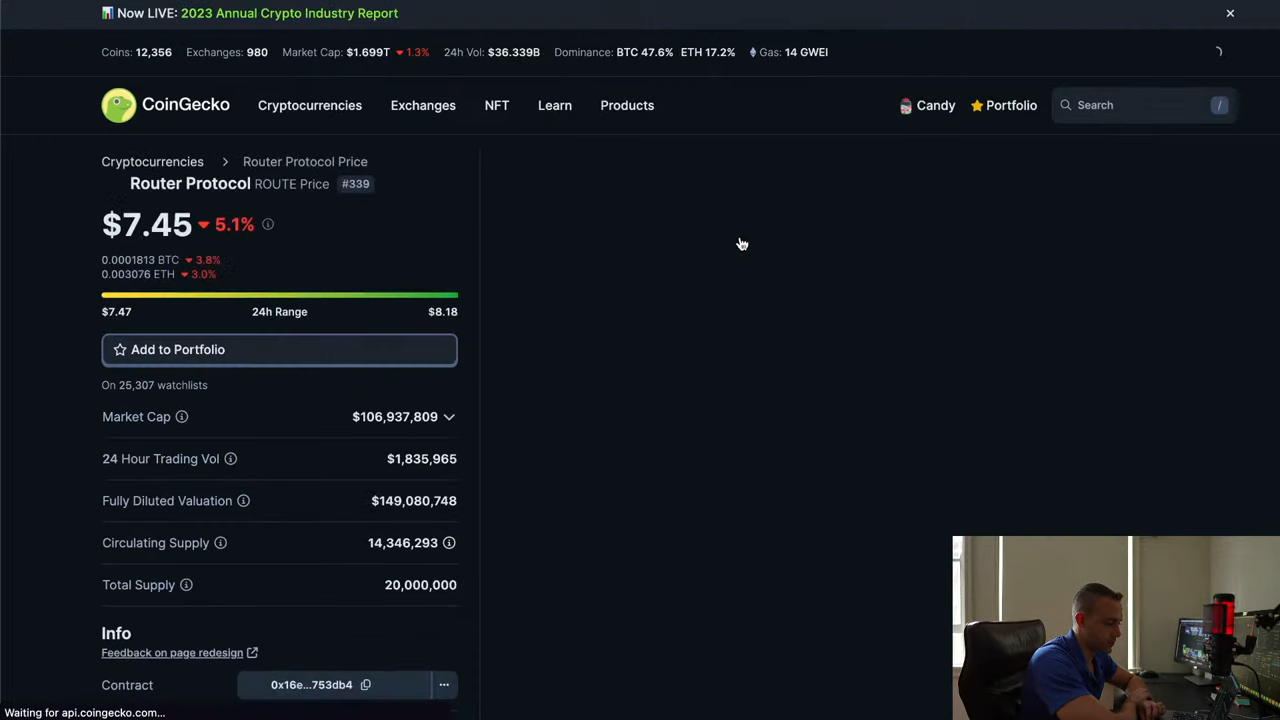 Now LIVE: 2023 Annual Crypto Industry Report
Coins: 12,356 Exchanges: 980 Market Cap: $1.699T 1.3% 24h Vol: $36.339B Dominance: BTC 47.6% ETH 17.2% Gas: 14 GWEI
CoinGecko Cryptocurrencies Exchanges NFT Learn Products Candy Portfolio Search /
Cryptocurrencies > Router Protocol Price
Router Protocol ROUTE Price #339
$7.45 5.1%
0.0001813 BTC 3.8%
0.003076 ETH 3.0%
$7.47 24h Range $8.18
Add to Portfolio
On 25,307 watchlists
Market Cap $106,937,809
24 Hour Trading Vol $1,835,965
Fully Diluted Valuation $149,080,748
Circulating Supply 14,346,293
Total Supply 20,000,000
Info
Feedback on page redesign
Contract 0x16e...753db4
Waiting for api.coingecko.com...